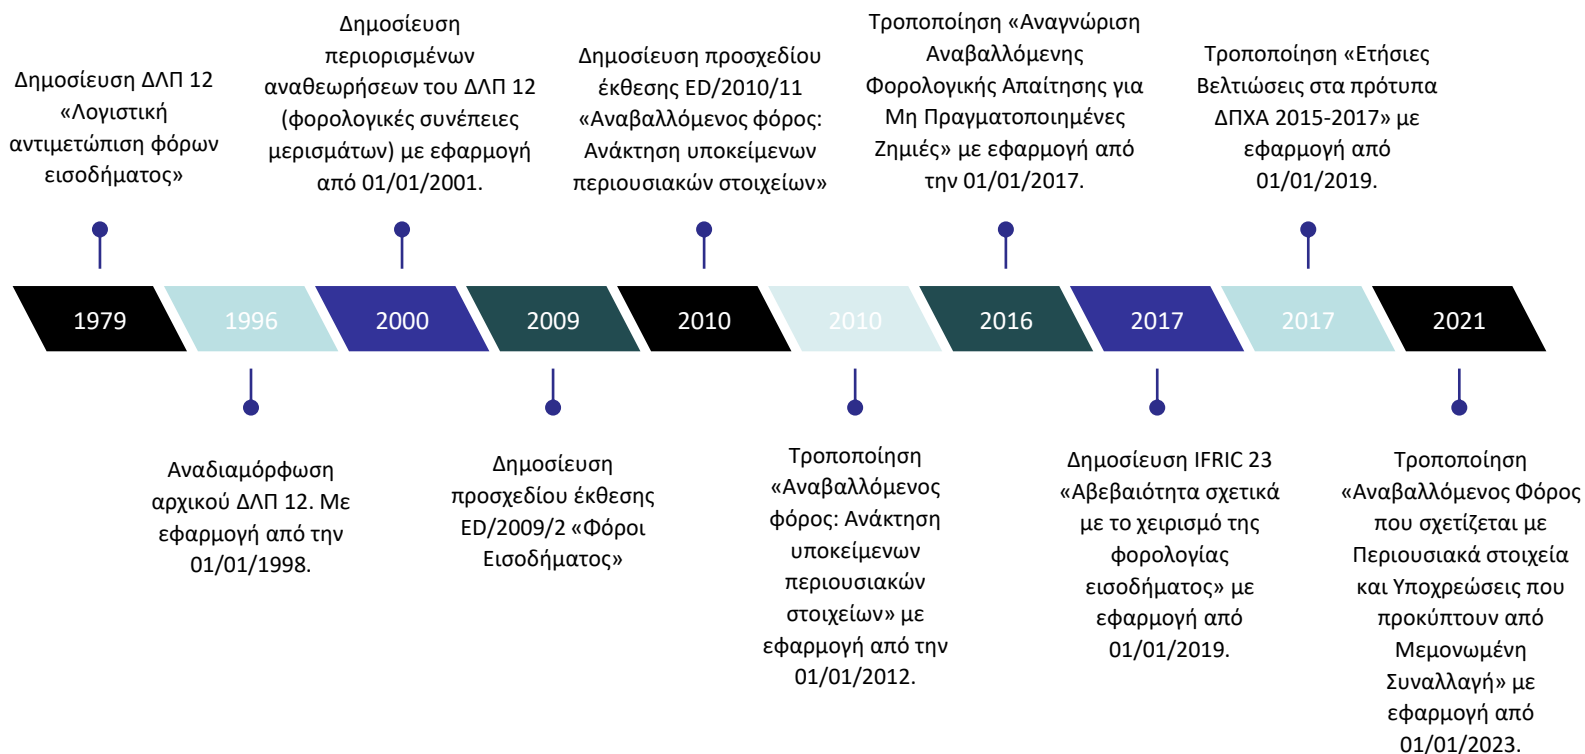 Δημοσίευση ΔΛΠ 12
«Λογιστική
αντιμετώπιση φόρων
εισοδήματος»
Δημοσίευση
περιορισμένων
αναθεωρήσεων του ΔΛΠ 12
(φορολογικές συνέπειες
μερισμάτων) με εφαρμογή
από 01/01/2001.
Δημοσίευση προσχεδίου
έκθεσης ED/2010/11
«Αναβαλλόμενος φόρος:
Ανάκτηση υποκείμενων
περιουσιακών στοιχείων»
Τροποποίηση «Αναγνώριση
Αναβαλλόμενης
Φορολογικής Απαίτησης για
Μη Πραγματοποιημένες
Ζημιές» με εφαρμογή από
την 01/01/2017.
Τροποποίηση «Ετήσιες
Βελτιώσεις στα πρότυπα
ΔΠΧΑ 2015-2017» με
εφαρμογή από
01/01/2019.
1979
1996
2000
2009
2010
2010
2016
2017
2017
2021
Αναδιαμόρφωση
αρχικού ΔΛΠ 12. Με
εφαρμογή από την
01/01/1998.
Δημοσίευση
προσχεδίου έκθεσης
ED/2009/2 «Φόροι
Εισοδήματος»
Τροποποίηση
«Αναβαλλόμενος
φόρος: Ανάκτηση
υποκείμενων
περιουσιακών
στοιχείων» με
εφαρμογή από την
01/01/2012.
Δημοσίευση IFRIC 23
«Αβεβαιότητα σχετικά
με το χειρισμό της
φορολογίας
εισοδήματος» με
εφαρμογή από
01/01/2019.
Τροποποίηση
«Αναβαλλόμενος Φόρος
που σχετίζεται με
Περιουσιακά στοιχεία
και Υποχρεώσεις που
προκύπτουν από
Μεμονωμένη
Συναλλαγή» με
εφαρμογή από
01/01/2023.